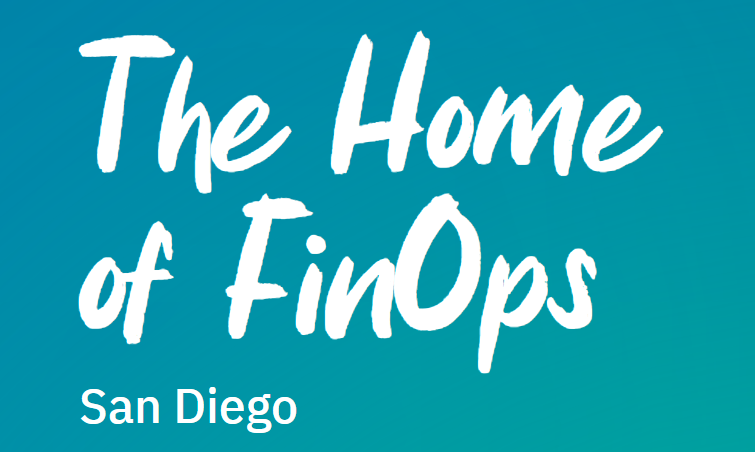 The Home
of FinOps
San Diego